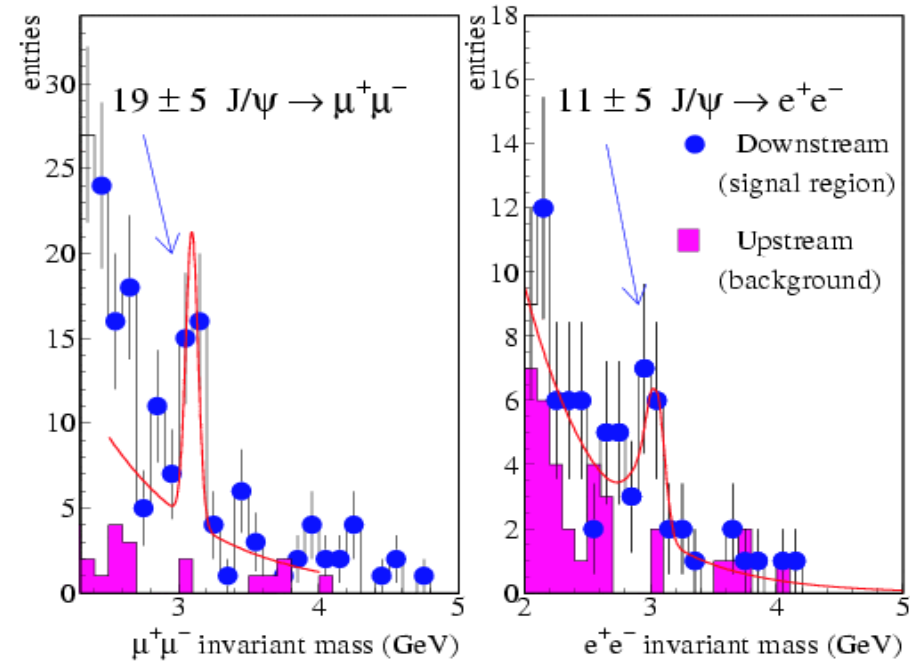 entries
30
25
20
15
10
5
0
19 ± 5 J/ψ → μ⁺μ⁻
3
4
5
μ⁺μ⁻ invariant mass (GeV)
entries
18
16
14
12
10
8
6
4
2
0
11 ± 5 J/ψ → e⁺e⁻
Downstream
(signal region)
Upstream
(background)
2
3
4
5
e⁺e⁻ invariant mass (GeV)